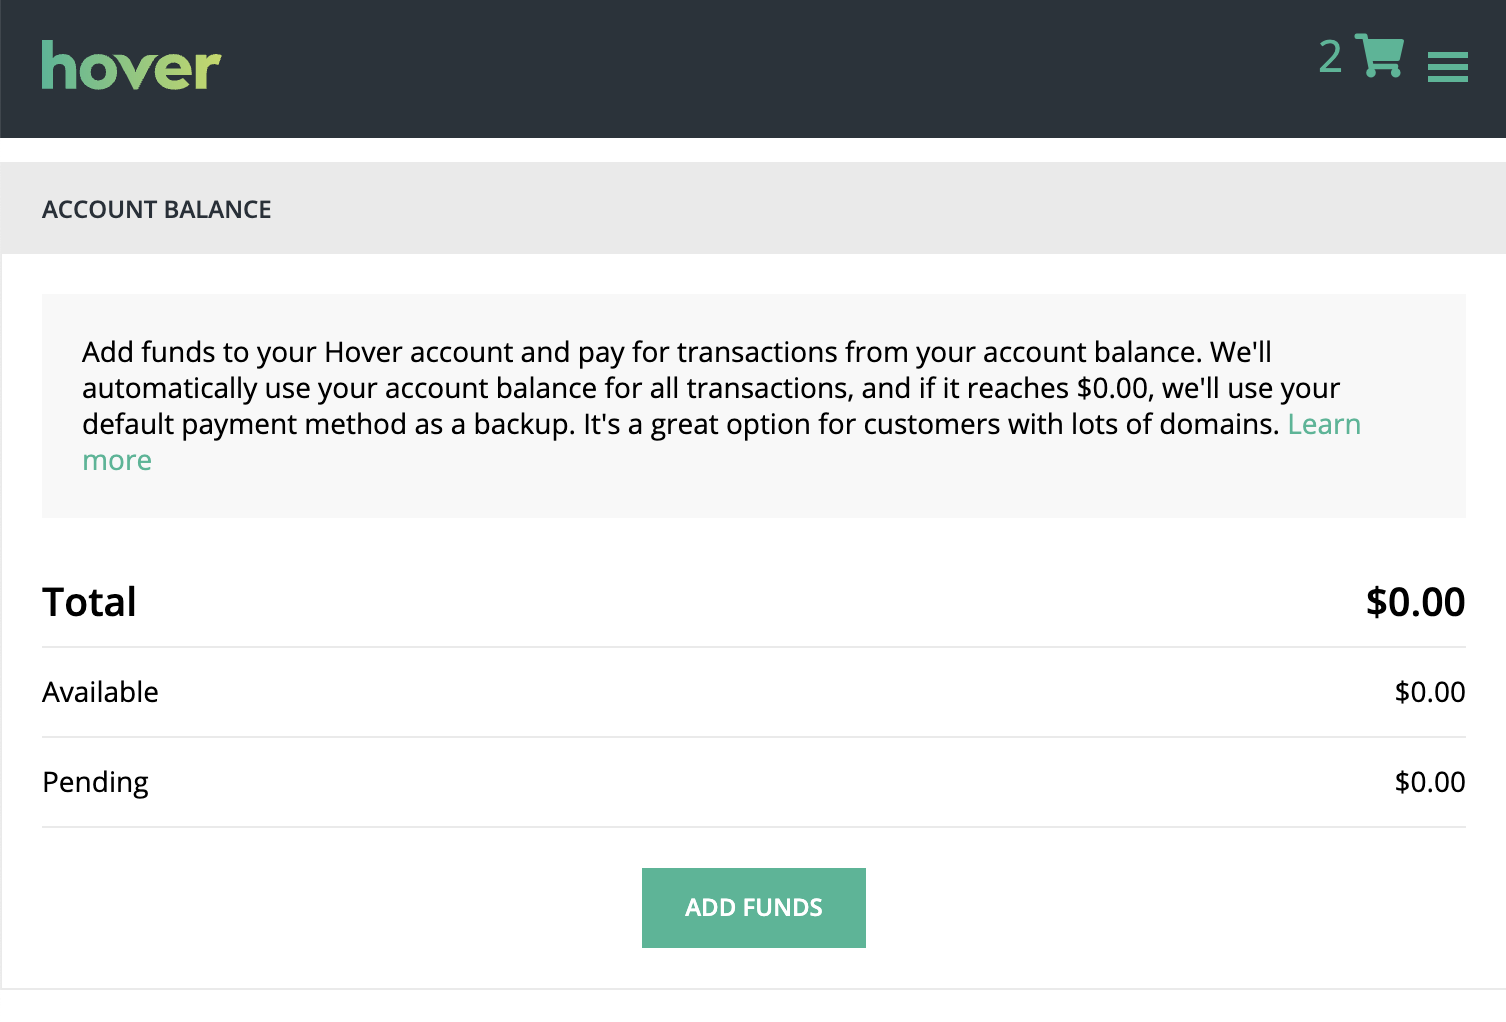 hover
2
ACCOUNT BALANCE
Add funds to your Hover account and pay for transactions from your account balance. We'll
automatically use your account balance for all transactions, and if it reaches $0.00, we'll use your
default payment method as a backup. It's a great option for customers with lots of domains. Learn
more
Total $0.00
Available $0.00
Pending $0.00
ADD FUNDS